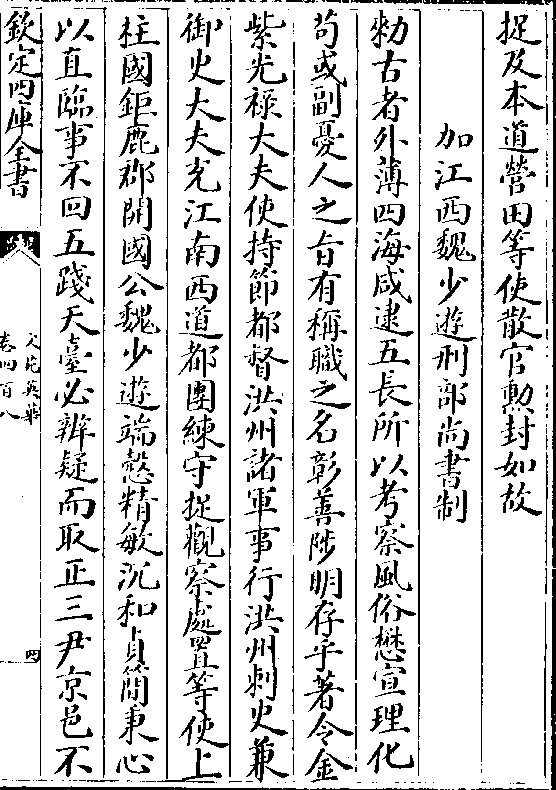 捉及本道營田等使散官勲封如故
加江西魏少遊刑部尚書制
勑古者外薄四海咸建五長所以考察風俗懋宣理化
苟或副憂人之㫖有稱職之名彰善陟明存乎著令金
紫光禄大夫使持節都督洪州諸軍事行洪州刺史兼
御史大夫充江南西道都團練守捉觀察處置等使上
柱國鉅鹿郡開國公魏少遊端慤精敏沉和貞簡秉心
以直臨事不回五踐天臺必辨疑而取正三尹京邑不
欽定四庫全書
文苑英華
卷四百八
四